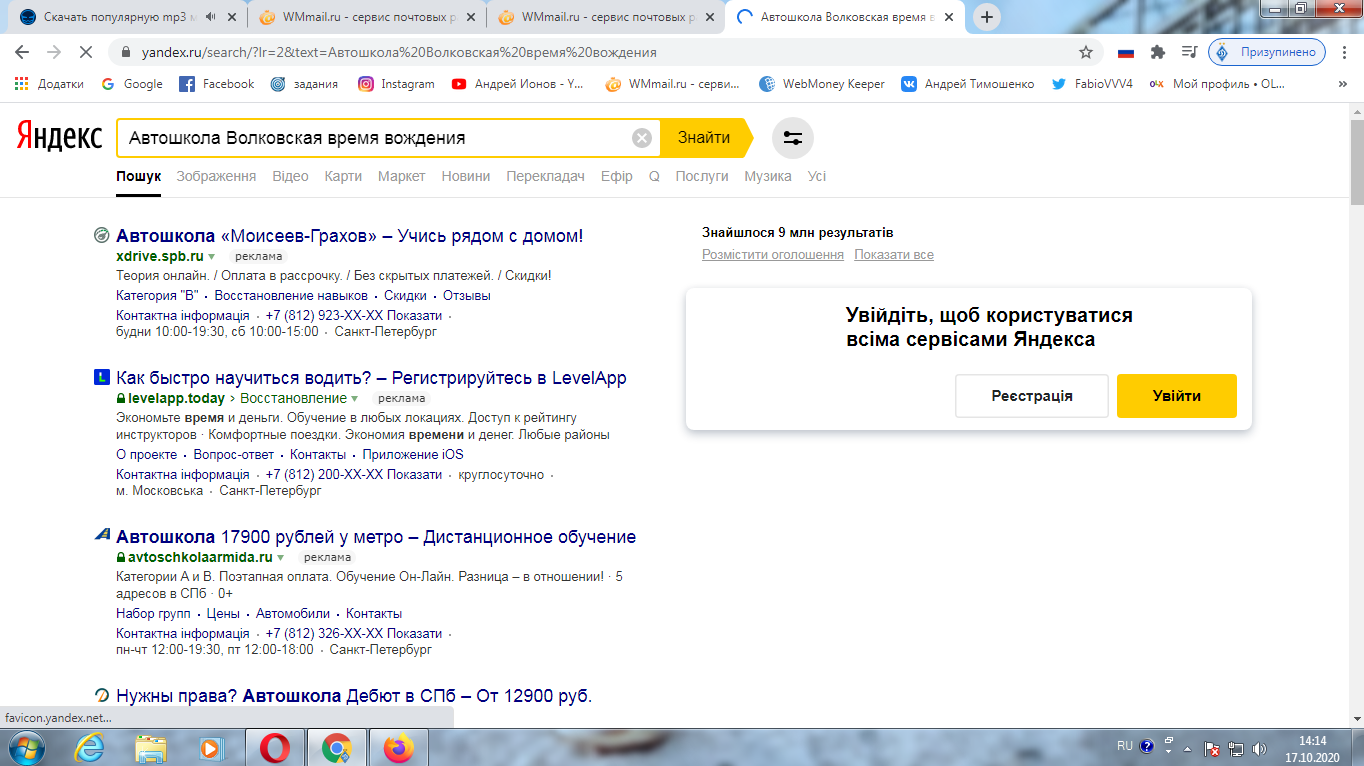 Скачать популярную mp3 м
WMmail.ru - сервис почтовых р
WMmail.ru - сервис почтовых р
Автошкола Волковская время в
yandex.ru/search/?lr=2&text=Автошкола%20Волковская%20время%20вождения
Призупинено
Додатки
Google
Facebook
задания
Instagram
Андрей Ионов - Y...
WMmail.ru - серви...
WebMoney Keeper
Андрей Тимошенко
FabioVVV4
OLX
Мой профиль • OL...
»
Яндекс
Автошкола Волковская время вождения
Знайти
Пошук Зображення Відео Карти Маркет Новини Перекладач Ефір Q Послуги Музика Усі
Автошкола «Моисеев-Грахов» – Учись рядом с домом!
xdrive.spb.ru реклама
Теория онлайн. / Оплата в рассрочку. / Без скрытых платежей. / Скидки!
Категория "B" · Восстановление навыков · Скидки · Отзывы
Контактна інформація · +7 (812) 923-XX-XX Показати ·
будни 10:00-19:30, сб 10:00-15:00 · Санкт-Петербург
Как быстро научиться водить? – Регистрируйтесь в LevelApp
levelapp.today › Восстановление реклама
Экономьте время и деньги. Обучение в любых локациях. Доступ к рейтингу
инструкторов · Комфортные поездки. Экономия времени и денег. Любые районы
О проекте · Вопрос-ответ · Контакты · Приложение iOS
Контактна інформація · +7 (812) 200-XX-XX Показати · круглосуточно ·
м. Московська · Санкт-Петербург
Автошкола 17900 рублей у метро – Дистанционное обучение
avtoschkolaarmida.ru реклама
Категории А и В. Поэтапная оплата. Обучение Он-Лайн. Разница – в отношении! · 5
адресов в СПб · 0+
Набор групп · Цены · Автомобили · Контакты
Контактна інформація · +7 (812) 326-XX-XX Показати ·
пн-чт 12:00-19:30, пт 12:00-18:00 · Санкт-Петербург
Нужны права? Автошкола Дебют в СПб – От 12900 руб.
Знайшлося 9 млн результатів
Розмістити оголошення Показати все
Увійдіть, щоб користуватися
всіма сервісами Яндекса
Реєстрація
Увійти
favicon.yandex.net...
RU
14:14
17.10.2020